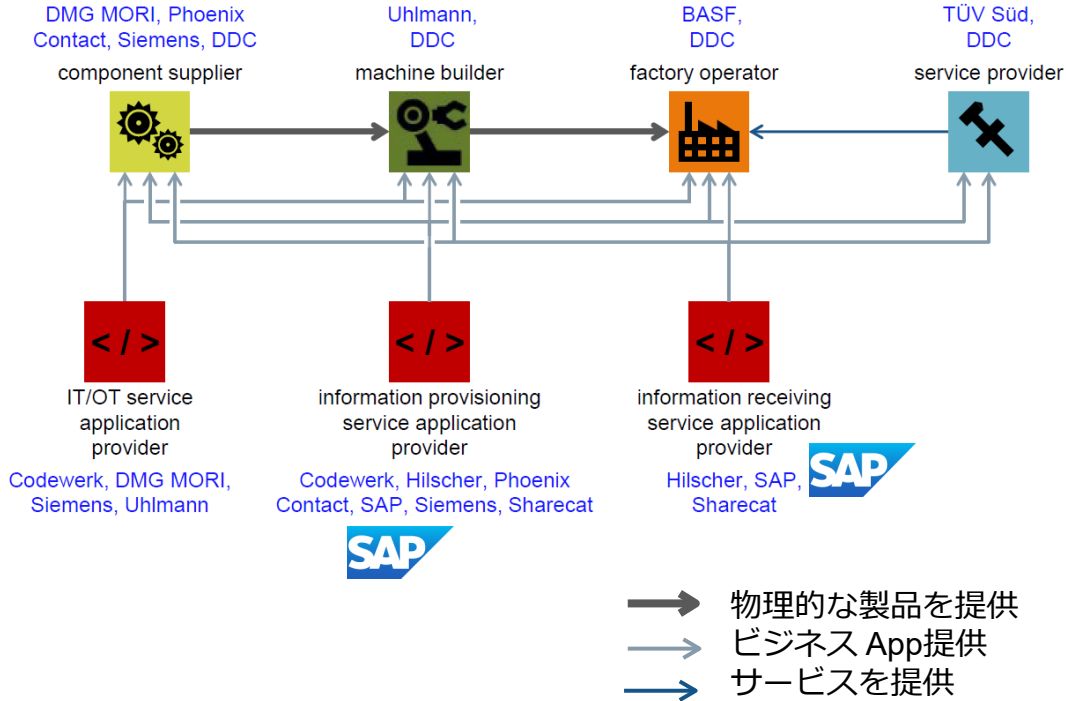 DMG MORI, Phoenix
Contact, Siemens, DDC
component supplier
Uhlmann,
DDC
machine builder
BASF,
DDC
factory operator
TÜV Süd,
DDC
service provider
< / >
IT/OT service
application
provider
Codewerk, DMG MORI,
Siemens, Uhlmann
< / >
information provisioning
service application
provider
Codewerk, Hilscher, Phoenix
Contact, SAP, Siemens, Sharecat
SAP
< / >
information receiving
service application
provider
Hilscher, SAP,
Sharecat
SAP
物理的な製品を提供
ビジネス App提供
サービスを提供